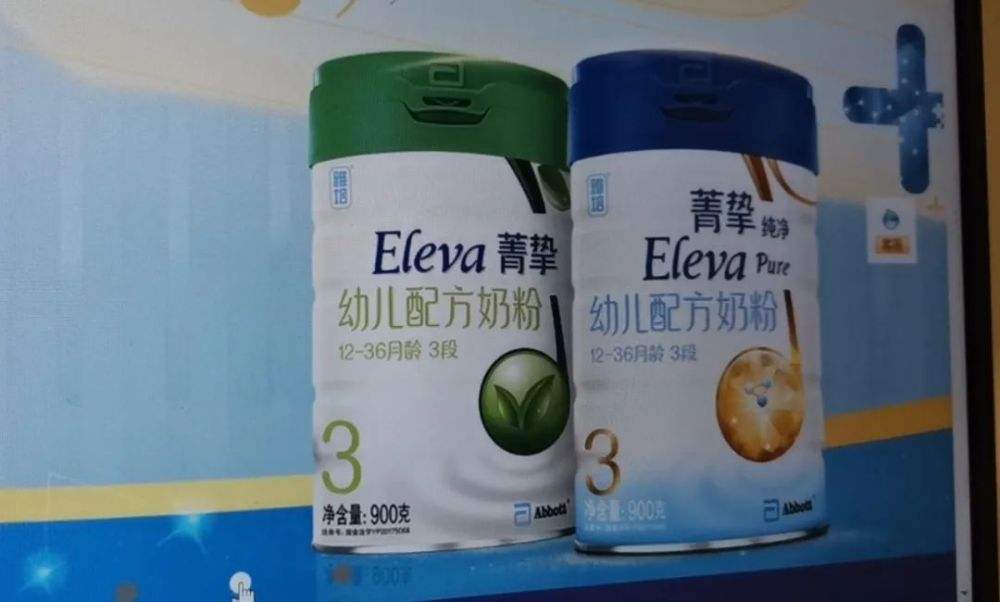 雅培
Eleva 菁挚
幼儿配方奶粉
12-36月龄 3段
3
净含量: 900克
Abbott
雅培
菁挚 纯净
Eleva Pure
幼儿配方奶粉
12-36月龄 3段
3
净含量: 900克
Abbott